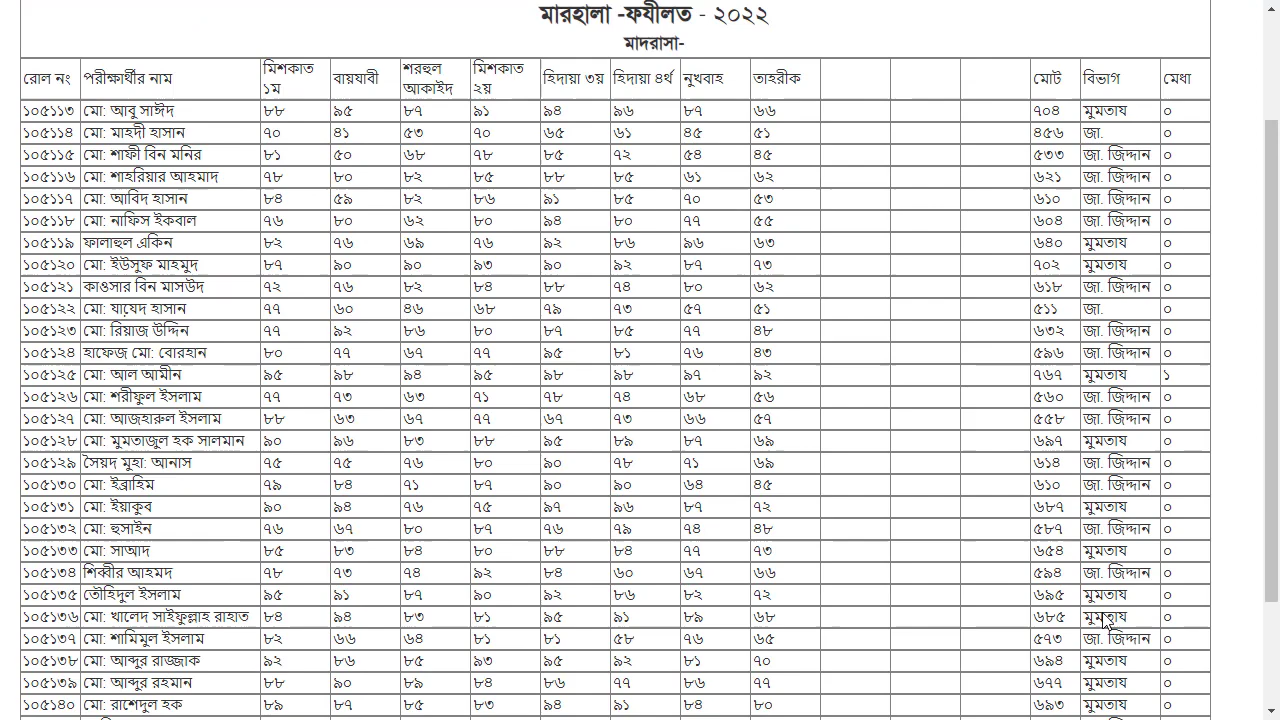 মারহালা -ফযীলত - ২০২২
মাদরাসা-
রোল নং পরীক্ষার্থীর নাম মিশকাত ১ম বায়যাবী শরহুল আকাইদ মিশকাত ২য় হিদায়া ৩য় হিদায়া ৪র্থ নুখবাহ তাহরীক মোট বিভাগ মেধা
১০৫১১৩ মো: আবু সাঈদ ৮৮ ৯৫ ৮৭ ৯১ ৯৪ ৯৬ ৮৭ ৬৬ ৭০৪ মুমতায ০
১০৫১১৪ মো: মাহদী হাসান ৭০ ৪১ ৫৩ ৭০ ৬৫ ৬১ ৪৫ ৫১ ৪৫৬ জা. ০
১০৫১১৫ মো: শাফী বিন মনির ৮১ ৫০ ৬৮ ৭৮ ৮৫ ৭২ ৫৪ ৪৫ ৫৩৩ জা. জিদ্দান ০
১০৫১১৬ মো: শাহরিয়ার আহমাদ ৭৮ ৮০ ৮২ ৮৫ ৮৮ ৮৫ ৬১ ৬২ ৬২১ জা. জিদ্দান ০
১০৫১১৭ মো: আবিদ হাসান ৮৪ ৫৯ ৮২ ৮৬ ৯১ ৮৫ ৭০ ৫৩ ৬১০ জা. জিদ্দান ০
১০৫১১৮ মো: নাফিস ইকবাল ৭৬ ৮০ ৬২ ৮০ ৯৪ ৮০ ৭৭ ৫৫ ৬০৪ জা. জিদ্দান ০
১০৫১১৯ ফালাহুল একিন ৮২ ৭৬ ৬৯ ৭৬ ৯২ ৮৬ ৯৬ ৬৩ ৬৪০ মুমতায ০
১০৫১২০ মো: ইউসুফ মাহমুদ ৮৭ ৯০ ৯০ ৯৩ ৯০ ৯২ ৮৭ ৭৩ ৭০২ মুমতায ০
১০৫১২১ কাওসার বিন মাসউদ ৭২ ৭৬ ৮২ ৮৪ ৮৮ ৭৪ ৮০ ৬২ ৬১৮ জা. জিদ্দান ০
১০৫১২২ মো: যায়েদ হাসান ৭৭ ৬০ ৪৬ ৬৮ ৭৯ ৭৩ ৫৭ ৫১ ৫১১ জা. ০
১০৫১২৩ মো: রিয়াজ উদ্দিন ৭৭ ৯২ ৮৬ ৮০ ৮৭ ৮৫ ৭৭ ৪৮ ৬৩২ জা. জিদ্দান ০
১০৫১২৪ হাফেজ মো: বোরহান ৮০ ৭৭ ৬৭ ৭৭ ৯৫ ৮১ ৭৬ ৪৩ ৫৯৬ জা. জিদ্দান ০
১০৫১২৫ মো: আল আমীন ৯৫ ৯৮ ৯৪ ৯৫ ৯৮ ৯৮ ৯৭ ৯২ ৭৬৭ মুমতায ১
১০৫১২৬ মো: শরীফুল ইসলাম ৭৭ ৭৩ ৬৩ ৭১ ৭৮ ৭৪ ৬৮ ৫৬ ৫৬০ জা. জিদ্দান ০
১০৫১২৭ মো: আজহারুল ইসলাম ৮৮ ৬৩ ৬৭ ৭৭ ৬৭ ৭৩ ৬৬ ৫৭ ৫৫৮ জা. জিদ্দান ০
১০৫১২৮ মো: মুমতাজুল হক সালমান ৯০ ৯৬ ৮৩ ৮৮ ৯৫ ৮৯ ৮৭ ৬৯ ৬৯৭ মুমতায ০
১০৫১২৯ সৈয়দ মুহা: আনাস ৭৫ ৭৫ ৭৬ ৮০ ৯০ ৭৮ ৭১ ৬৯ ৬১৪ জা. জিদ্দান ০
১০৫১৩০ মো: ইব্রাহিম ৭৯ ৮৪ ৭১ ৮৭ ৯০ ৯০ ৬৪ ৪৫ ৬১০ জা. জিদ্দান ০
১০৫১৩১ মো: ইয়াকুব ৯০ ৯৪ ৭৬ ৭৫ ৯৭ ৯৬ ৮৭ ৭২ ৬৮৭ মুমতায ০
১০৫১৩২ মো: হুসাইন ৭৬ ৬৭ ৮০ ৮৭ ৭৬ ৭৯ ৭৪ ৪৮ ৫৮৭ জা. জিদ্দান ০
১০৫১৩৩ মো: সাআদ ৮৫ ৮৩ ৮৪ ৮০ ৮৮ ৮৪ ৭৭ ৭৩ ৬৫৪ মুমতায ০
১০৫১৩৪ শিব্বীর আহমদ ৭৮ ৭৩ ৭৪ ৯২ ৮৪ ৬০ ৬৭ ৬৬ ৫৯৪ জা. জিদ্দান ০
১০৫১৩৫ তৌহিদুল ইসলাম ৯৫ ৯১ ৮৭ ৯০ ৯২ ৮৬ ৮২ ৭২ ৬৯৫ মুমতায ০
১০৫১৩৬ মো: খালেদ সাইফুল্লাহ রাহাত ৮৪ ৯৪ ৮৩ ৮১ ৯৫ ৯১ ৮৯ ৬৮ ৬৮৫ মুমতায ০
১০৫১৩৭ মো: শামিমুল ইসলাম ৮২ ৬৬ ৬৪ ৮১ ৮১ ৫৮ ৭৬ ৬৫ ৫৭৩ জা. জিদ্দান ০
১০৫১৩৮ মো: আব্দুর রাজ্জাক ৯২ ৮৬ ৮৫ ৯৩ ৯৫ ৯২ ৮১ ৭০ ৬৯৪ মুমতায ০
১০৫১৩৯ মো: আব্দুর রহমান ৮৮ ৯০ ৮৯ ৮৪ ৮৬ ৭৭ ৮৬ ৭৭ ৬৭৭ মুমতায ০
১০৫১৪০ মো: রাশেদুল হক ৮৯ ৮৭ ৮৫ ৮৩ ৯৪ ৯১ ৮৪ ৮০ ৬৯৩ মুমতায ০